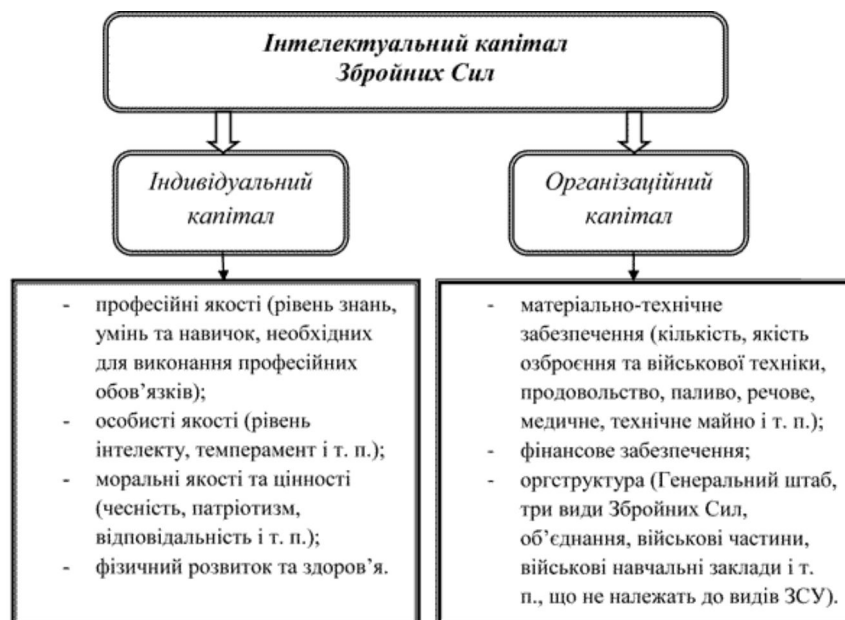 Інтелектуальний капітал
Збройних Сил
Індивідуальний
капітал
Організаційний
капітал
- професійні якості (рівень знань,
умінь та навичок, необхідних
для виконання професійних
обов’язків);
- особисті якості (рівень
інтелекту, темперамент і т. п.);
- моральні якості та цінності
(чесність, патріотизм,
відповідальність і т. п.);
- фізичний розвиток та здоров’я.
- матеріально-технічне
забезпечення (кількість, якість
озброєння та військової техніки,
продовольство, паливо, речове,
медичне, технічне майно і т. п.);
- фінансове забезпечення;
- оргструктура (Генеральний штаб,
три види Збройних Сил,
об’єднання, військові частини,
військові навчальні заклади і т.
п., що не належать до видів ЗСУ).